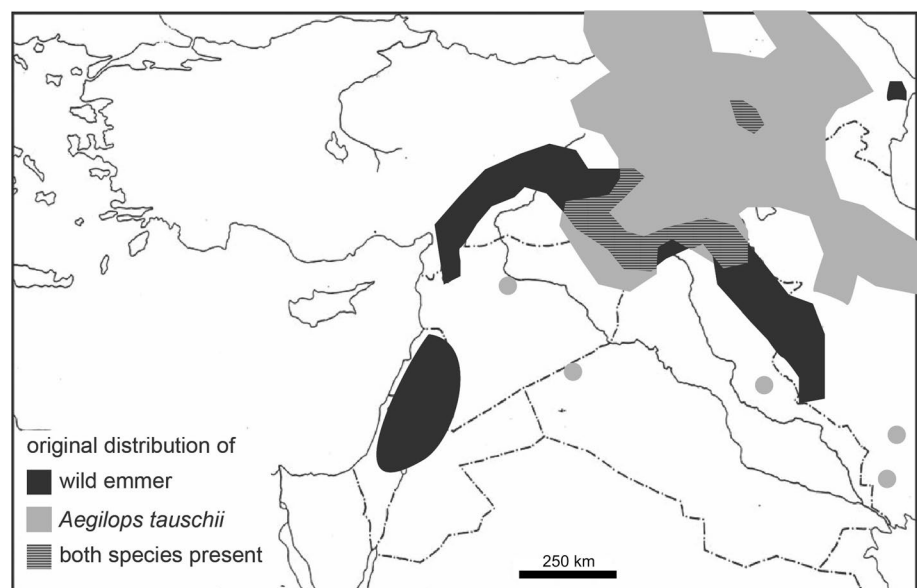 original distribution of
wild emmer
Aegilops tauschii
both species present
250 km